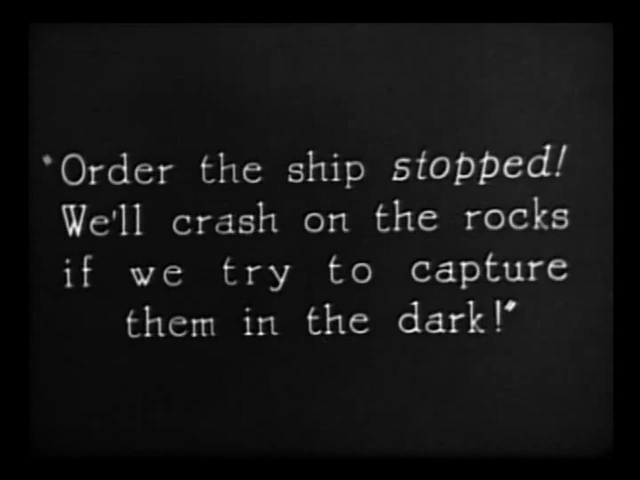 "Order the ship stopped!
We'll crash on the rocks
if we try to capture
them in the dark!"